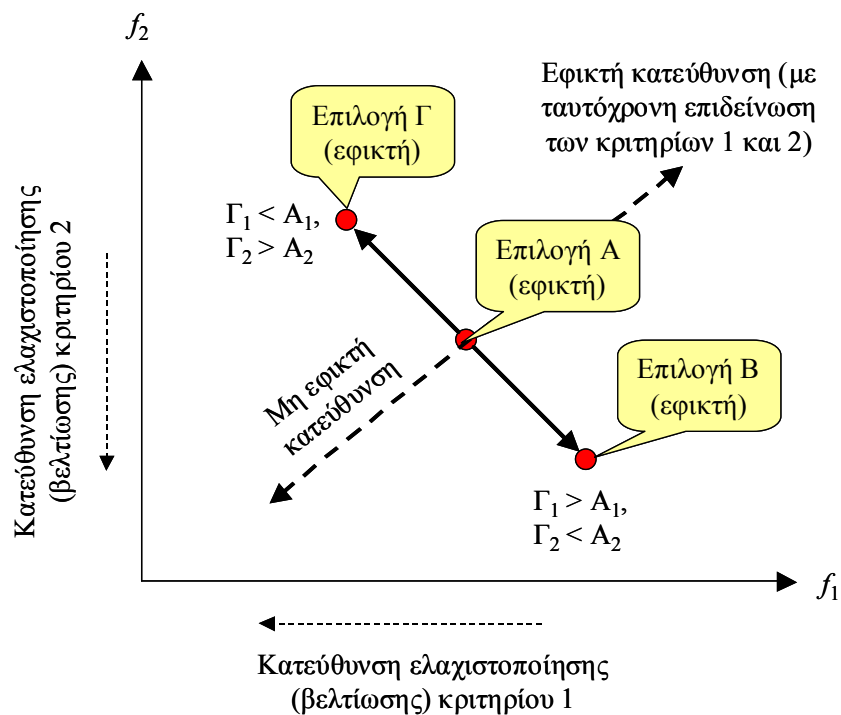 f2
Εφικτή κατεύθυνση (με
ταυτόχρονη επιδείνωση
των κριτηρίων 1 και 2)
Επιλογή Γ
(εφικτή)
Γ1 < Α1,
Γ2 > Α2
Επιλογή Α
(εφικτή)
Κατεύθυνση ελαχιστοποίησης
(βελτίωσης) κριτηρίου 2
Μη εφικτή
κατεύθυνση
Επιλογή Β
(εφικτή)
Γ1 > Α1,
Γ2 < Α2
f1
Κατεύθυνση ελαχιστοποίησης
(βελτίωσης) κριτηρίου 1